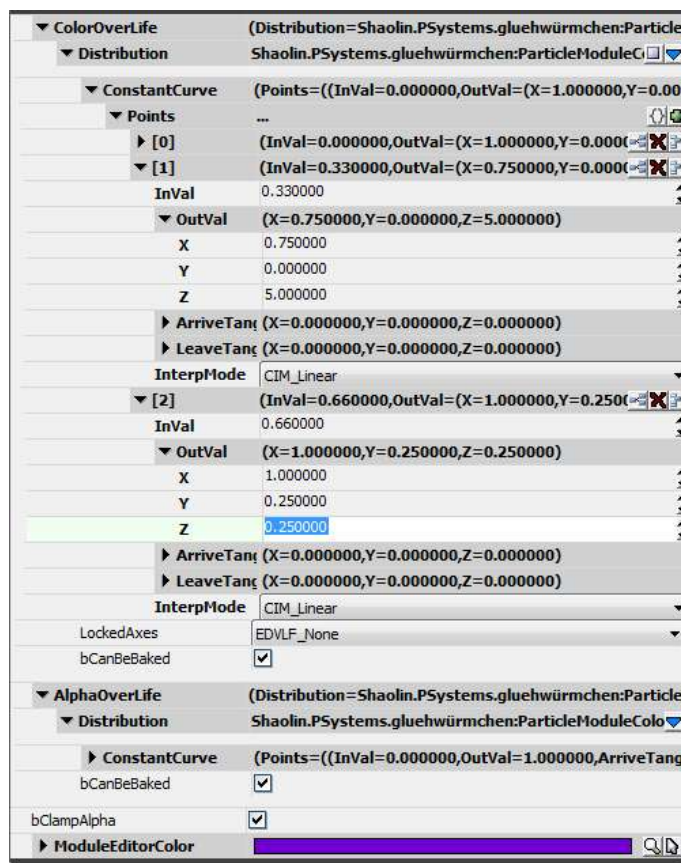 ColorOverLife (Distribution=Shaolin.PSystems.gluehwürmchen:Particle
Distribution Shaolin.PSystems.gluehwürmchen:ParticleModuleC
ConstantCurve (Points=((InVal=0.000000,OutVal=(X=1.000000,Y=0.00
Points ...
[0] (InVal=0.000000,OutVal=(X=1.000000,Y=0.000
[1] (InVal=0.330000,OutVal=(X=0.750000,Y=0.000
InVal 0.330000
OutVal (X=0.750000,Y=0.000000,Z=5.000000)
X 0.750000
Y 0.000000
Z 5.000000
ArriveTang (X=0.000000,Y=0.000000,Z=0.000000)
LeaveTang (X=0.000000,Y=0.000000,Z=0.000000)
InterpMode CIM_Linear
[2] (InVal=0.660000,OutVal=(X=1.000000,Y=0.250
InVal 0.660000
OutVal (X=1.000000,Y=0.250000,Z=0.250000)
X 1.000000
Y 0.250000
Z 0.250000
ArriveTang (X=0.000000,Y=0.000000,Z=0.000000)
LeaveTang (X=0.000000,Y=0.000000,Z=0.000000)
InterpMode CIM_Linear
LockedAxes EDVLF_None
bCanBeBaked
AlphaOverLife (Distribution=Shaolin.PSystems.gluehwürmchen:Particle
Distribution Shaolin.PSystems.gluehwürmchen:ParticleModuleColo
ConstantCurve (Points=((InVal=0.000000,OutVal=1.000000,ArriveTang
bCanBeBaked
bClampAlpha
ModuleEditorColor